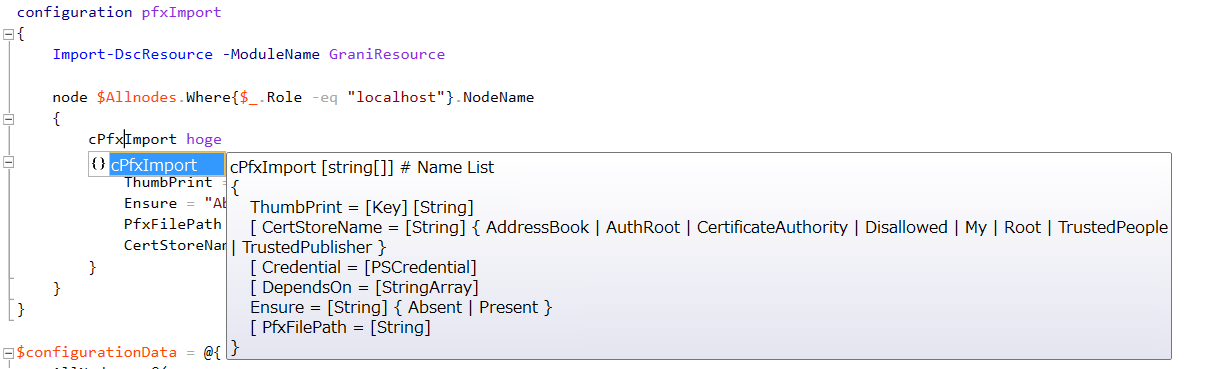 configuration pfxImport
{
Import-DscResource -ModuleName GraniResource
node $Allnodes.Where{$_.Role -eq "localhost"}.NodeName
{
cPfxImport hoge
{} cPfxImport
ThumbPrint =
Ensure = "Ab
PfxFilePath
CertStoreNam
}
}
}
$configurationData = @{
cPfxImport [string[]] # Name List
{
ThumbPrint = [Key] [String]
[ CertStoreName = [String] { AddressBook | AuthRoot | CertificateAuthority | Disallowed | My | Root | TrustedPeople
| TrustedPublisher }
[ Credential = [PSCredential]
[ DependsOn = [StringArray]
Ensure = [String] { Absent | Present }
[ PfxFilePath = [String]
}